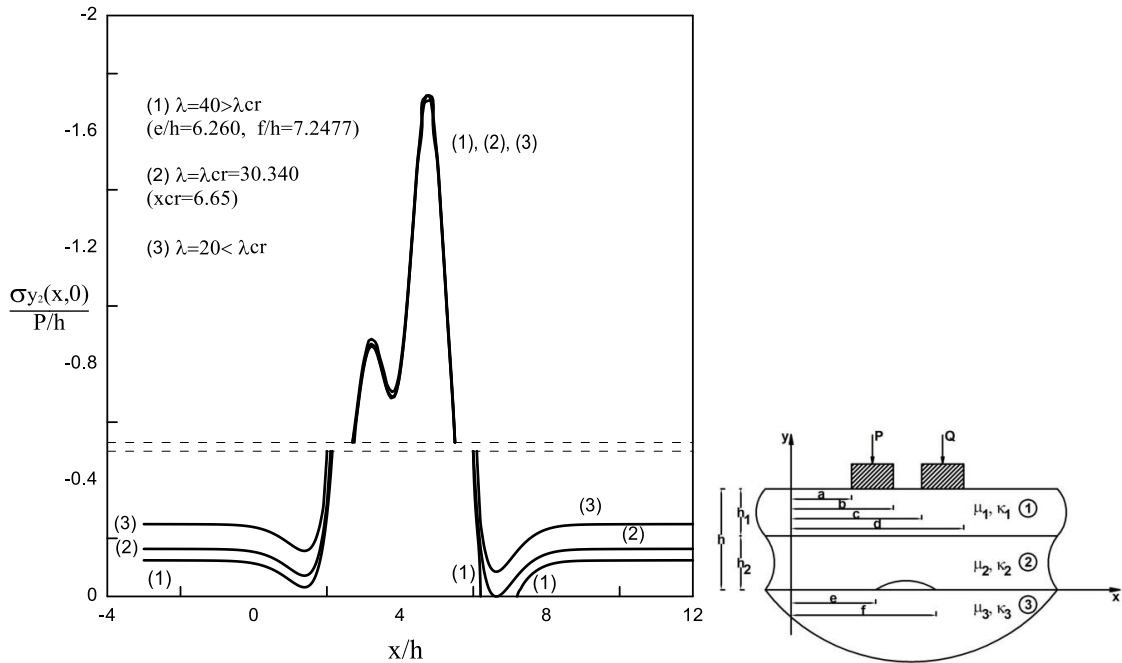 -2
-1.6
-1.2
-0.8
-0.4
0
(1) λ=40>λcr
(e/h=6.260, f/h=7.2477)
(2) λ=λcr=30.340
(xcr=6.65)
(3) λ=20< λcr
(1), (2), (3)
σy₂(x,0)
P/h
(3)
(2)
(1)
(3)
(2)
(1)
(1)
-4
0
4
8
12
x/h
y
P
Q
a
b
c
d
h
h₁
h₂
μ₁, κ₁ ①
μ₂, κ₂ ②
μ₃, κ₃ ③
e
f
x